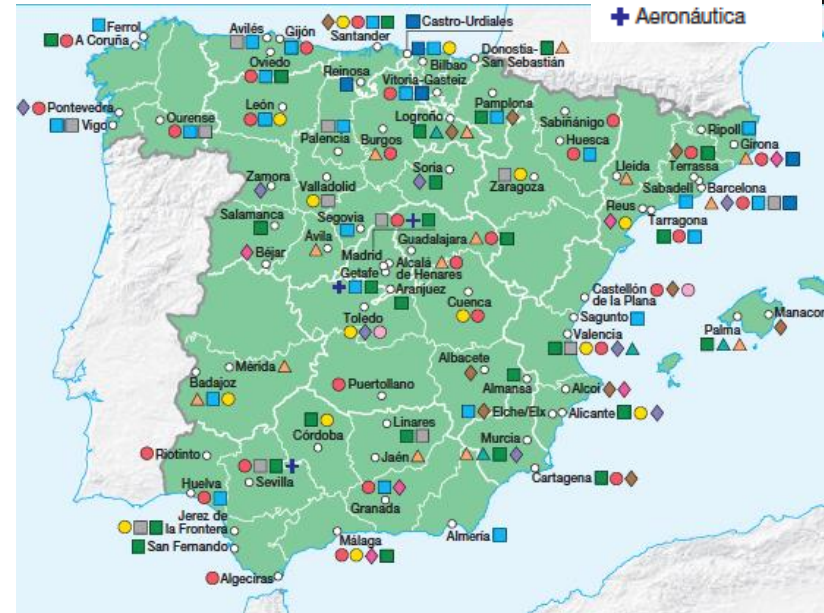 Aeronáutica
Ferrol
A Coruña
Avilés
Gijón
Oviedo
Santander
Castro-Urdiales
Reinosa
Bilbao
Vitoria-Gasteiz
Donostia-
San Sebastián
Pontevedra
Vigo
Ourense
León
Palencia
Burgos
Logroño
Pamplona
Sabiñánigo
Huesca
Ripoll
Girona
Terrassa
Lleida
Sabadell
Barcelona
Reus
Tarragona
Zamora
Valladolid
Soria
Zaragoza
Salamanca
Segovia
Béjar
Ávila
Madrid
Guadalajara
Getafe
Alcalá
de Henares
Aranjuez
Toledo
Cuenca
Castellón
de la Plana
Sagunto
Valencia
Palma
Manacor
Mérida
Badajoz
Puertollano
Albacete
Almansa
Alcoi
Elche/Elx
Alicante
Córdoba
Linares
Murcia
Jaén
Cartagena
Riotinto
Sevilla
Huelva
Granada
Jerez de
la Frontera
San Fernando
Málaga
Almería
Algeciras